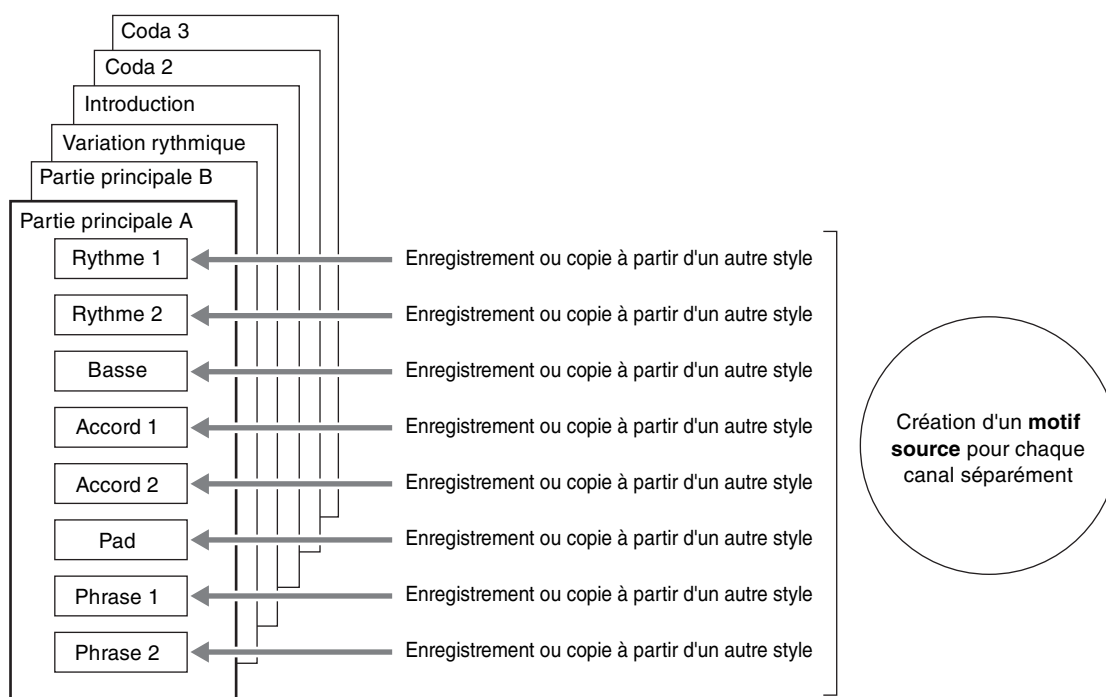 Coda 3
Coda 2
Introduction
Variation rythmique
Partie principale B
Partie principale A
Rythme 1
Enregistrement ou copie à partir d'un autre style
Rythme 2
Enregistrement ou copie à partir d'un autre style
Basse
Enregistrement ou copie à partir d'un autre style
Accord 1
Enregistrement ou copie à partir d'un autre style
Accord 2
Enregistrement ou copie à partir d'un autre style
Pad
Enregistrement ou copie à partir d'un autre style
Phrase 1
Enregistrement ou copie à partir d'un autre style
Phrase 2
Enregistrement ou copie à partir d'un autre style
Création d'un motif
source pour chaque
canal séparément